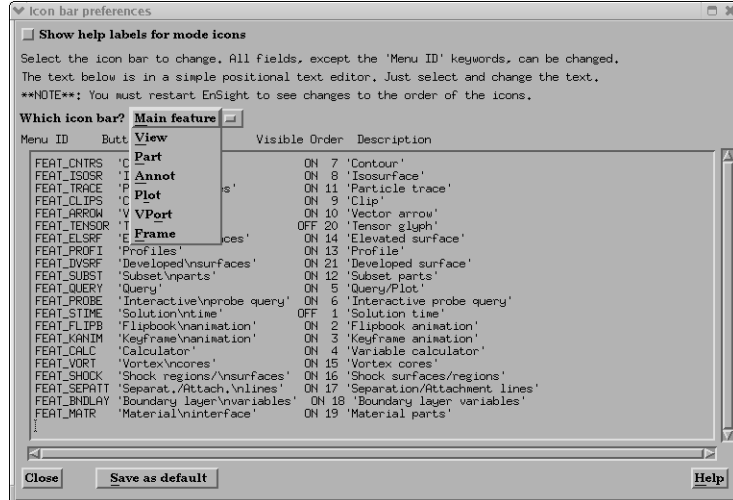 Icon bar preferences
Show help labels for mode icons
Select the icon bar to change. All fields, except the 'Menu ID' keywords, can be changed.
The text below is in a simple positional text editor. Just select and change the text.
**NOTE**: You must restart EnSight to see changes to the order of the icons.
Which icon bar? Main feature
View
Part
Annot
Plot
VPort
Frame
Menu ID Butt Visible Order Description
FEAT_CNTRS 'C ON 7 'Contour'
FEAT_ISOSR 'I ON 8 'Isosurface'
FEAT_TRACE 'P es' ON 11 'Particle trace'
FEAT_CLIPS 'C ON 9 'Clip'
FEAT_ARROW 'V ON 10 'Vector arrow'
FEAT_TENSOR 'T OFF 20 'Tensor glyph'
FEAT_ELSRF 'E aces' ON 14 'Elevated surface'
FEAT_PROFI 'Profiles' ON 13 'Profile'
FEAT_DVSRF 'Developed\nsurfaces' ON 21 'Developed surface'
FEAT_SUBST 'Subset\nparts' ON 12 'Subset parts'
FEAT_QUERY 'Query' ON 5 'Query/Plot'
FEAT_PROBE 'Interactive\nprobe query' ON 6 'Interactive probe query'
FEAT_STIME 'Solution\ntime' OFF 1 'Solution time'
FEAT_FLIPB 'Flipbook\nanimation' ON 2 'Flipbook animation'
FEAT_KANIM 'Keyframe\nanimation' ON 3 'Keyframe animation'
FEAT_CALC 'Calculator' ON 4 'Variable calculator'
FEAT_VORT 'Vortex\ncores' ON 15 'Vortex cores'
FEAT_SHOCK 'Shock regions/\nsurfaces' ON 16 'Shock surfaces/regions'
FEAT_SEPATT 'Separat./Attach.\nlines' ON 17 'Separation/Attachment lines'
FEAT_BNDLAY 'Boundary layer\nvariables' ON 18 'Boundary layer variables'
FEAT_MATR 'Material\ninterface' ON 19 'Material parts'
Close Save as default Help